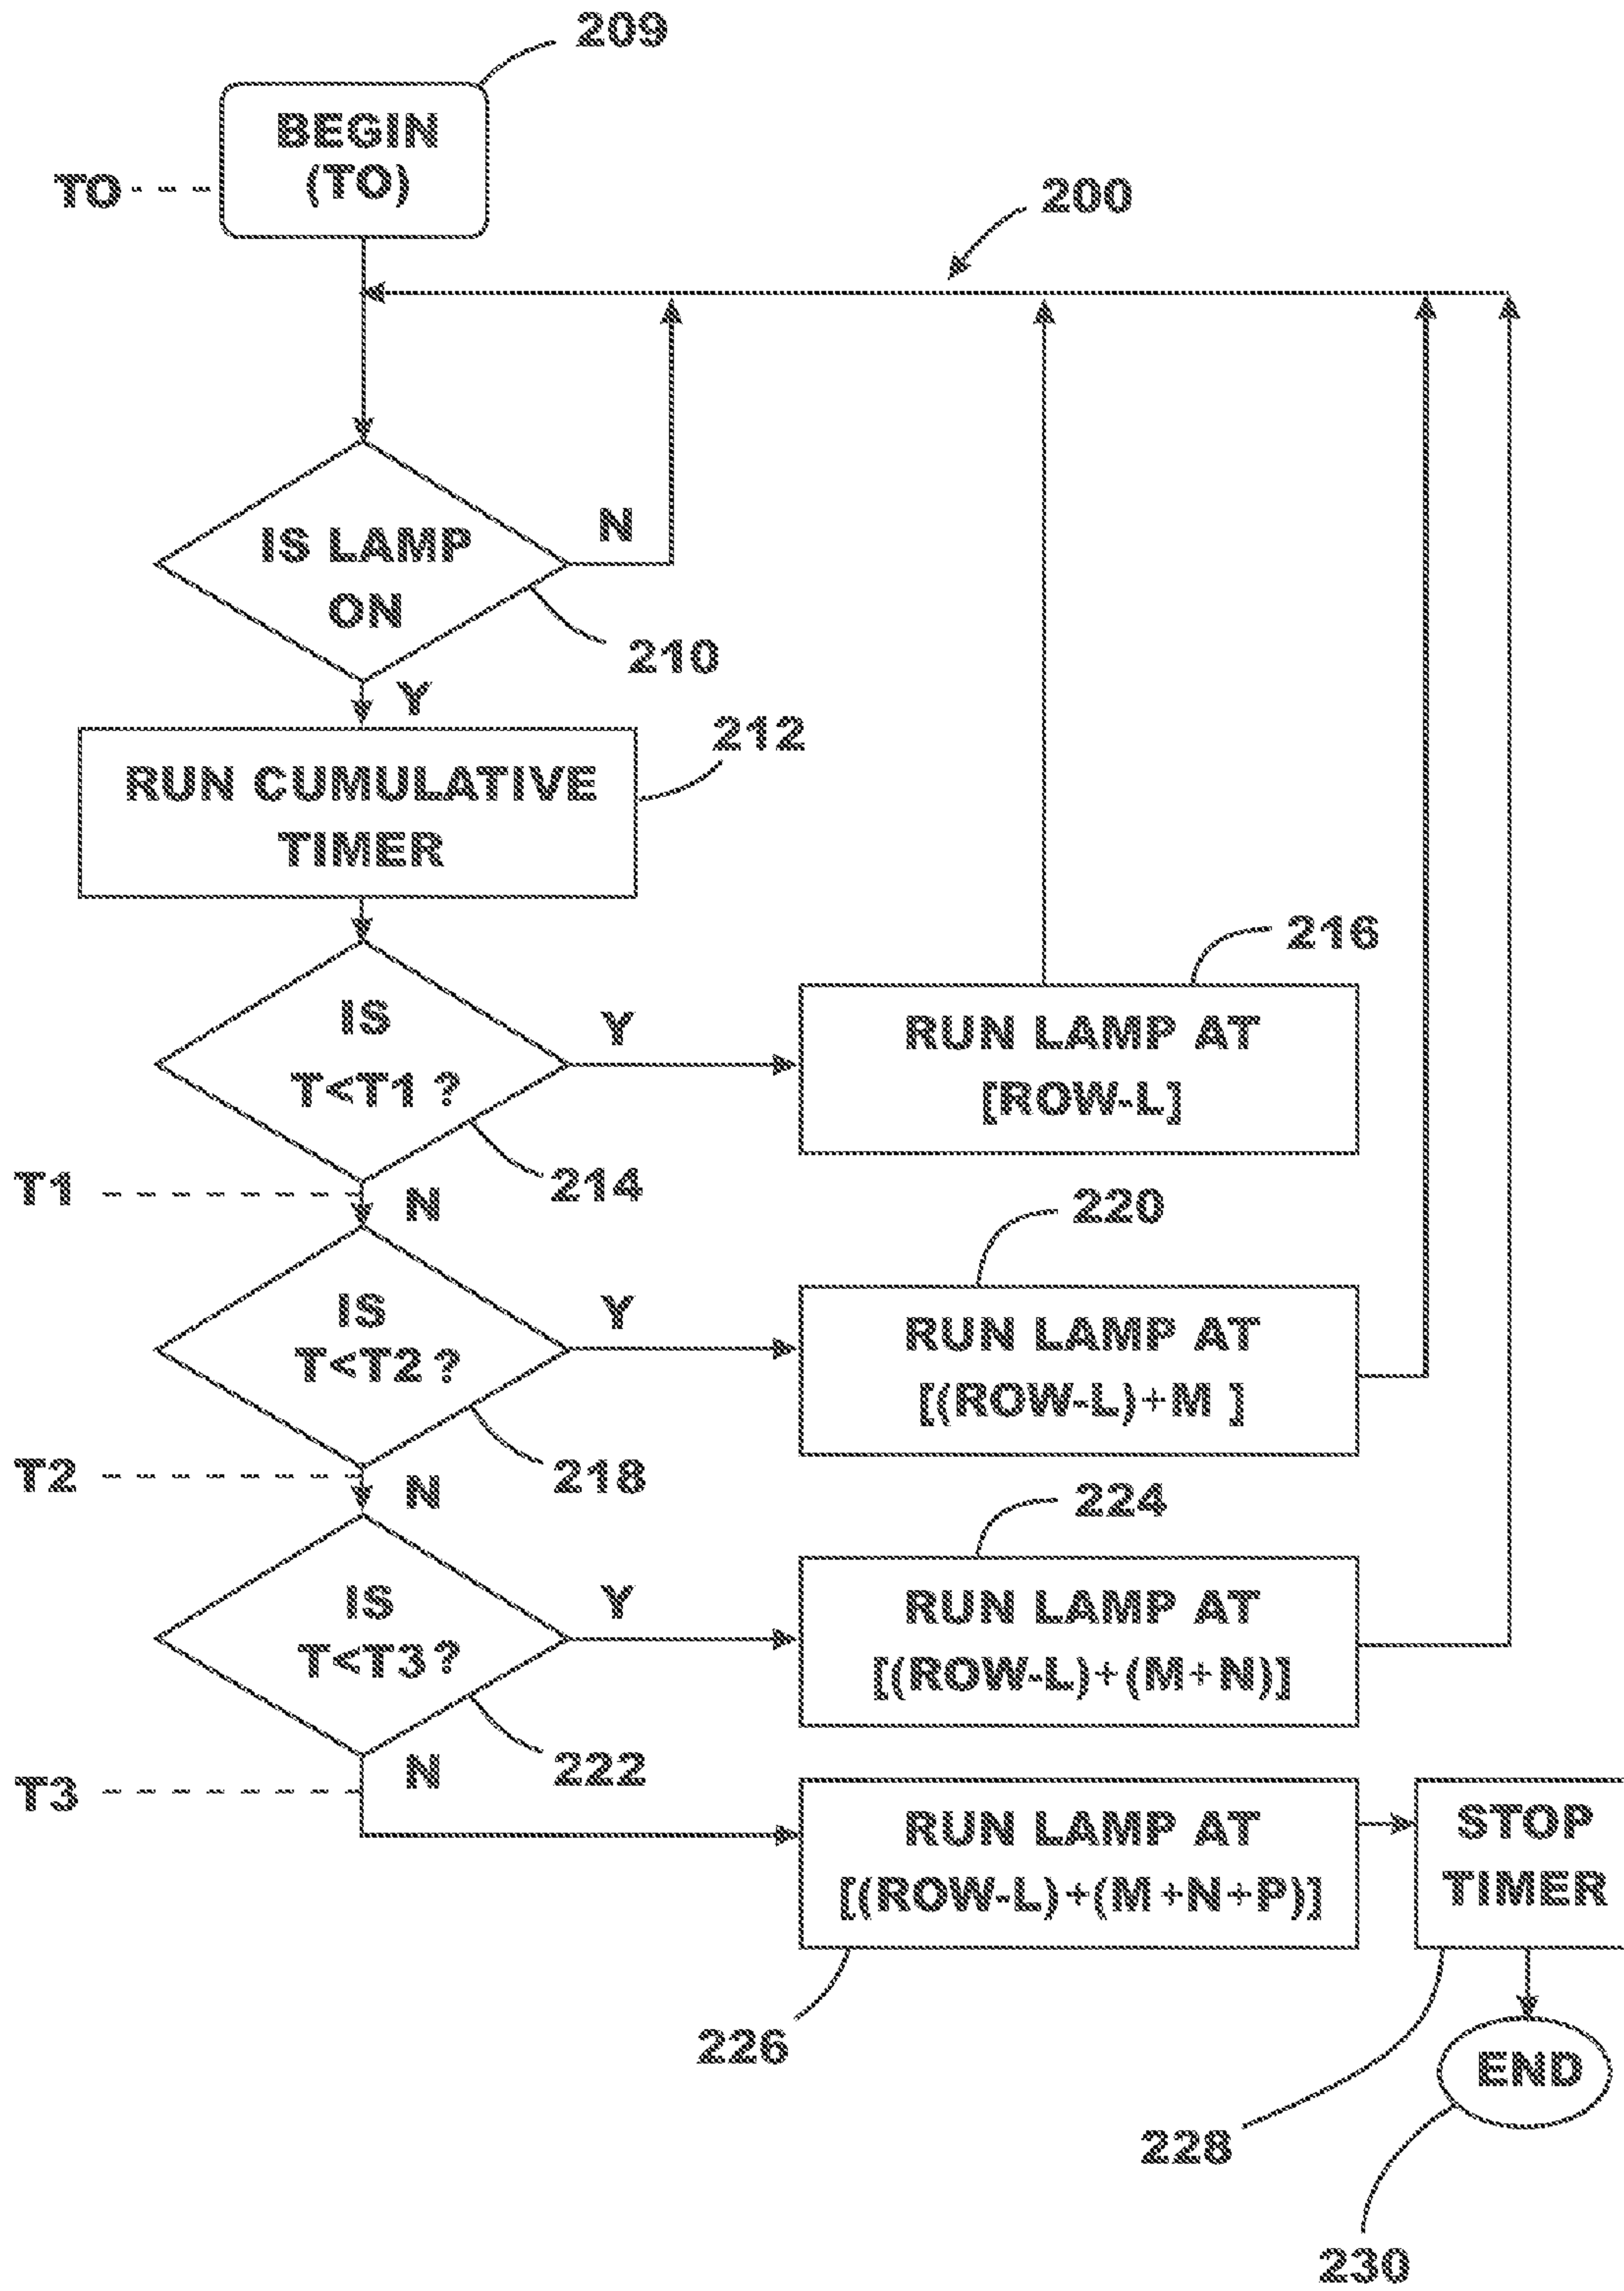 209
BEGIN
(TO)
TO
200
IS LAMP
ON
N
210
Y
212
RUN CUMULATIVE
TIMER
216
IS
T<T1 ?
Y
RUN LAMP AT
[ROW-L]
214
T1
N
220
IS
T<T2 ?
Y
RUN LAMP AT
[(ROW-L)+M ]
218
T2
N
224
IS
T<T3 ?
Y
RUN LAMP AT
[(ROW-L)+(M+N)]
222
T3
N
RUN LAMP AT
[(ROW-L)+(M+N+P)]
STOP
TIMER
226
END
228
230